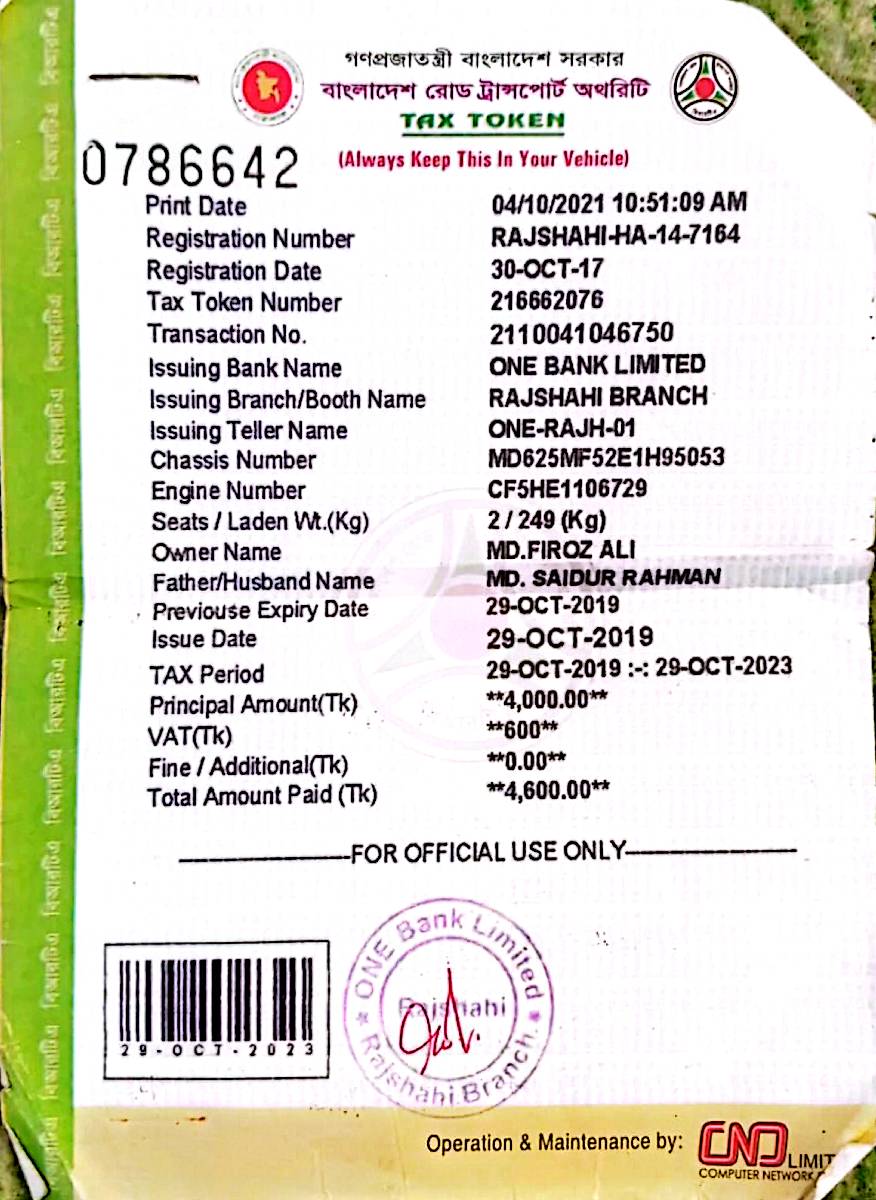 গণপ্রজাতন্ত্রী বাংলাদেশ সরকার
বাংলাদেশ রোড ট্রান্সপোর্ট অথরিটি
TAX TOKEN
(Always Keep This In Your Vehicle)
0786642
Print Date 04/10/2021 10:51:09 AM
Registration Number RAJSHAHI-HA-14-7164
Registration Date 30-OCT-17
Tax Token Number 216662076
Transaction No. 2110041046750
Issuing Bank Name ONE BANK LIMITED
Issuing Branch/Booth Name RAJSHAHI BRANCH
Issuing Teller Name ONE-RAJH-01
Chassis Number MD625MF52E1H95053
Engine Number CF5HE1106729
Seats / Laden Wt.(Kg) 2 / 249 (Kg)
Owner Name MD.FIROZ ALI
Father/Husband Name MD. SAIDUR RAHMAN
Previouse Expiry Date 29-OCT-2019
Issue Date 29-OCT-2019
TAX Period 29-OCT-2019 :-: 29-OCT-2023
Principal Amount(Tk) **4,000.00**
VAT(Tk) **600**
Fine / Additional(Tk) **0.00**
Total Amount Paid (Tk) **4,600.00**
FOR OFFICIAL USE ONLY
29-OCT-2023
ONE Bank Limited
Rajshahi
Rajshahi Branch.
Operation & Maintenance by:
CNO LIMIT
COMPUTER NETWORK